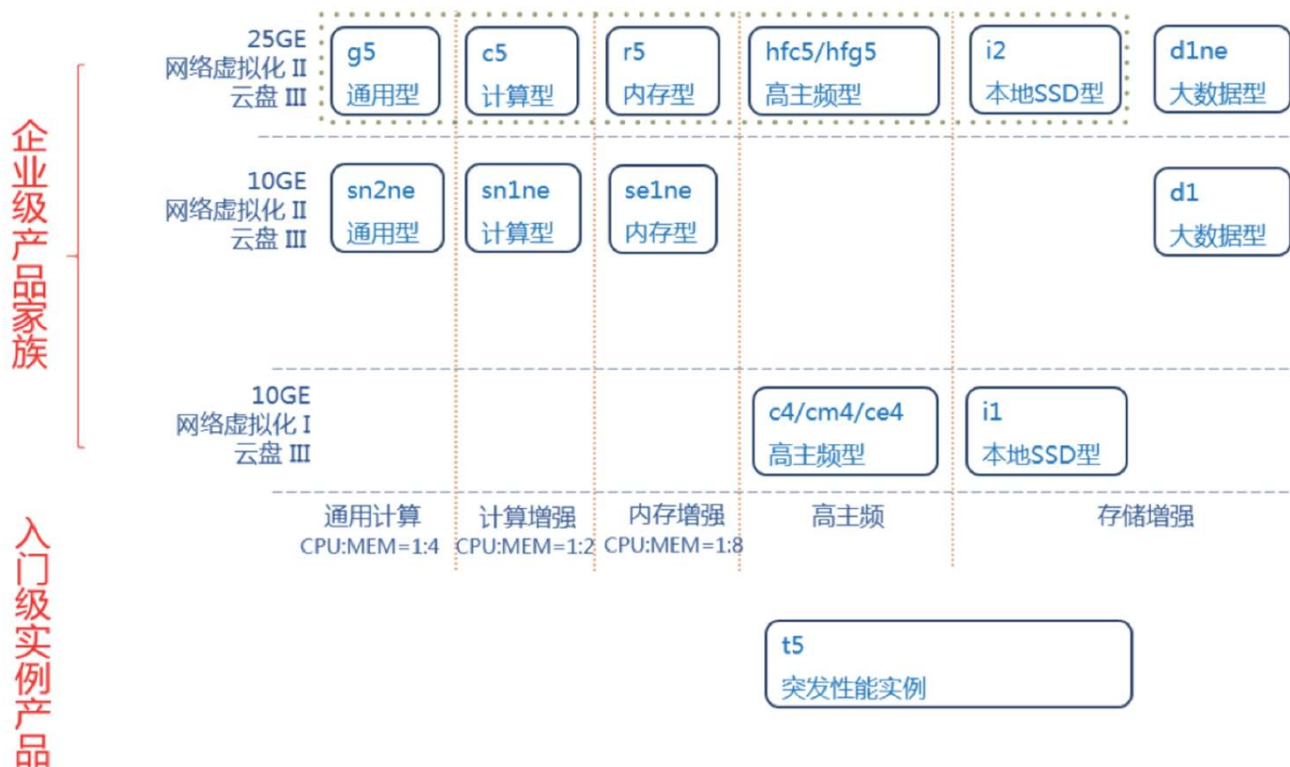 企业级产品家族
25GE
网络虚拟化 II
云盘 III
g5
通用型
c5
计算型
r5
内存型
hfc5/hfg5
高主频型
i2
本地SSD型
d1ne
大数据型
10GE
网络虚拟化 II
云盘 III
sn2ne
通用型
sn1ne
计算型
se1ne
内存型
d1
大数据型
10GE
网络虚拟化 I
云盘 III
c4/cm4/ce4
高主频型
i1
本地SSD型
通用计算
CPU:MEM=1:4
计算增强
CPU:MEM=1:2
内存增强
CPU:MEM=1:8
高主频
存储增强
入门级实例产品
t5
突发性能实例